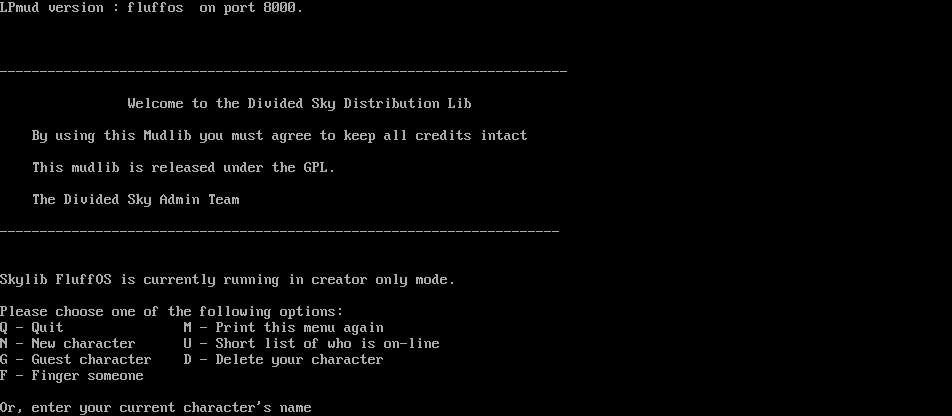 LPmud version : fluffos  on port 8000.
-----------------------------------------------------------------------
Welcome to the Divided Sky Distribution Lib
By using this Mudlib you must agree to keep all credits intact
This mudlib is released under the GPL.
The Divided Sky Admin Team
----------------------------------------------------------------------
Skylib FluffOS is currently running in creator only mode.
Please choose one of the following options:
Q - Quit               M - Print this menu again
N - New character      U - Short list of who is on-line
G - Guest character    D - Delete your character
F - Finger someone
Or, enter your current character's name